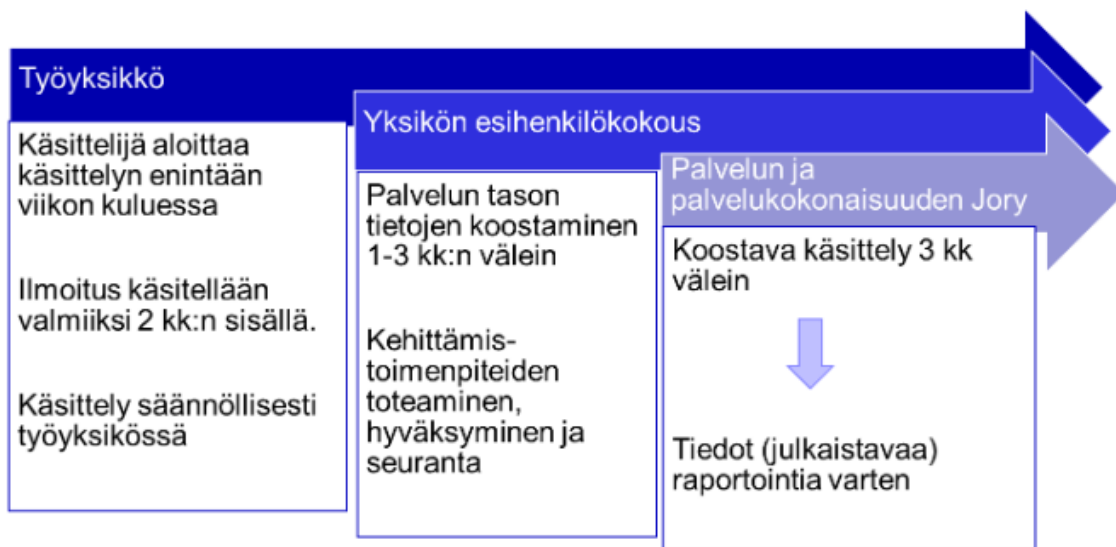 Työyksikkö
Käsittelijä aloittaa
käsittelyn enintään
viikon kuluessa
Ilmoitus käsitellään
valmiiksi 2 kk:n sisällä.
Käsittely säännöllisesti
työyksikössä
Yksikön esihenkilökokous
Palvelun tason
tietojen koostaminen
1-3 kk:n välein
Kehittämis-
toimenpiteiden
toteaminen,
hyväksyminen ja
seuranta
Palvelun ja
palvelukokonaisuuden Jory
Koostava käsittely 3 kk
välein
Tiedot (julkaistavaa)
raportointia varten